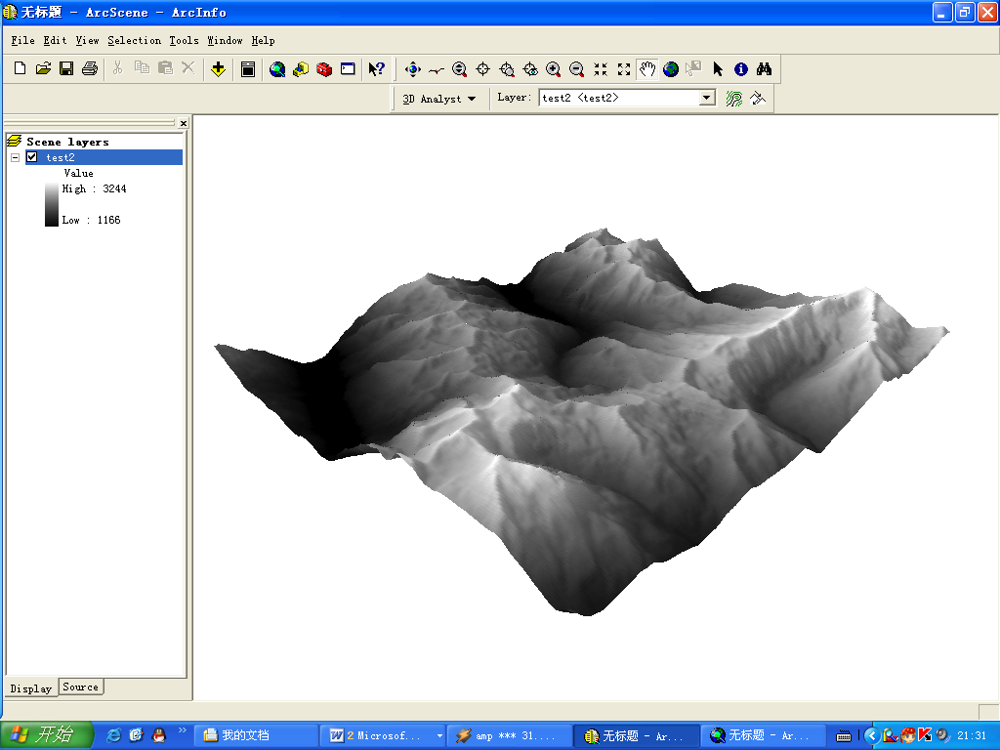 无标题 - ArcScene - ArcInfo
File Edit View Selection Tools Window Help
3D Analyst Layer: test2 <test2>
Scene layers
test2
Value
High : 3244
Low : 1166
Display Source
开始 我的文档 2 Microsof... amp *** 31.... 无标题 - Ar... 无标题 - Ar... 21:31